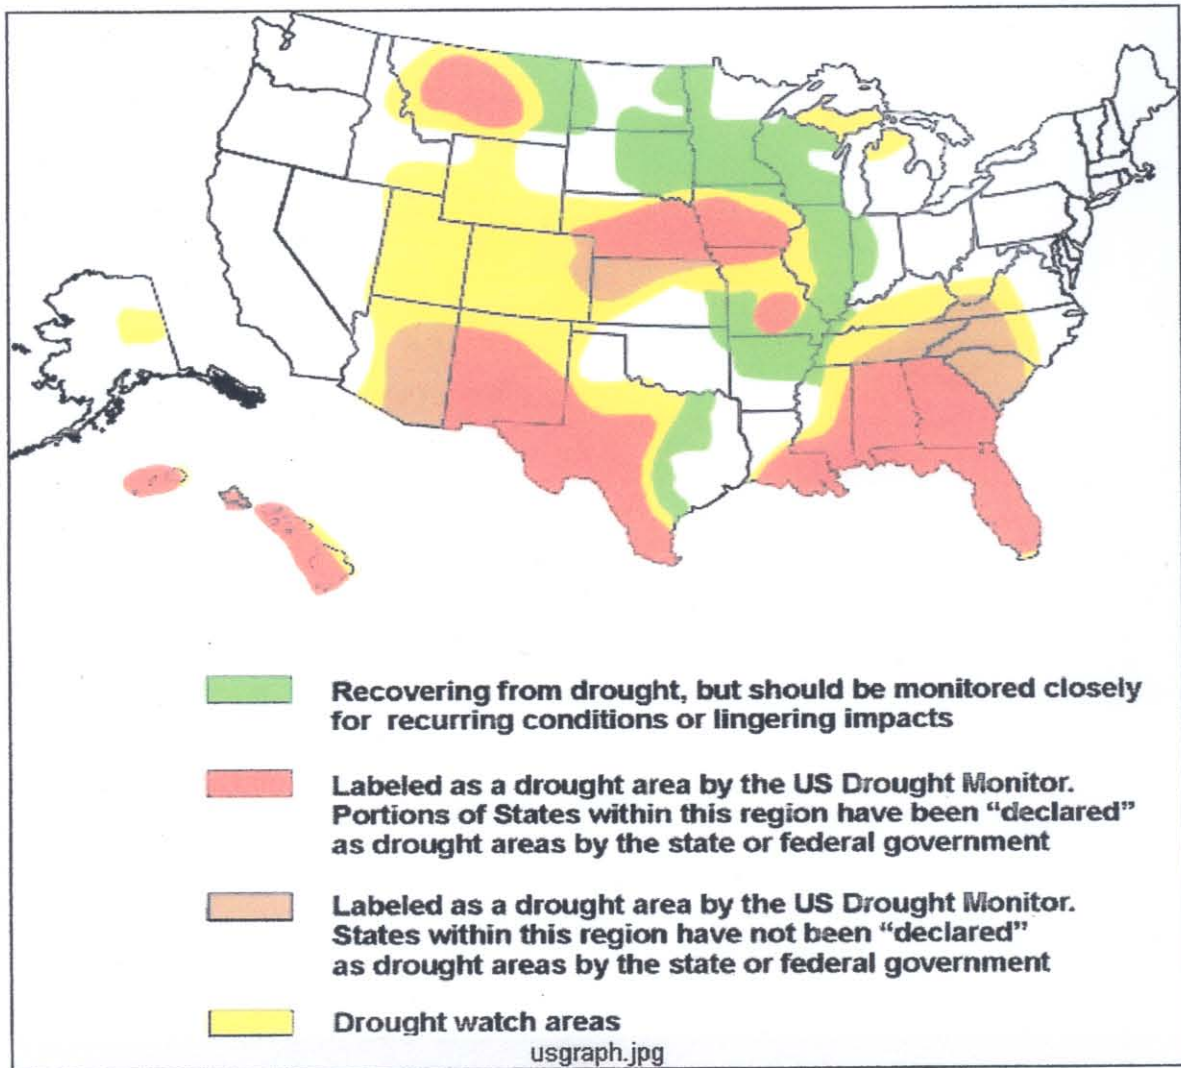 Recovering from drought, but should be monitored closely
for recurring conditions or lingering impacts
Labeled as a drought area by the US Drought Monitor.
Portions of States within this region have been “declared”
as drought areas by the state or federal government
Labeled as a drought area by the US Drought Monitor.
States within this region have not been “declared”
as drought areas by the state or federal government
Drought watch areas
usgraph.jpg